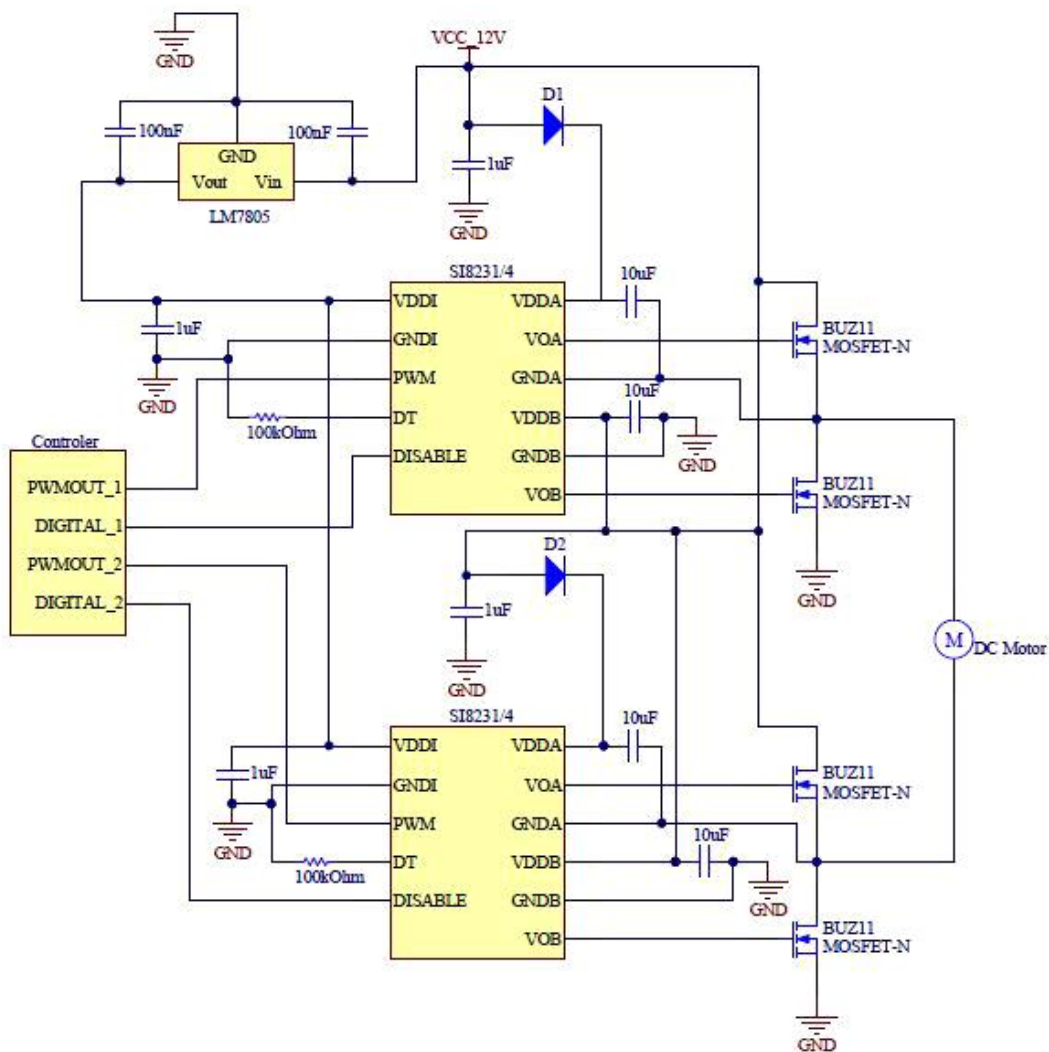 VCC_12V
GND
D1
100nF
100nF
GND
Vout Vin
1uF
LM7805
GND
SI8231/4
10uF
VDDI
VDDA
1uF
GNDI
VOA
BUZ11
MOSFET-N
PWM
GNDA
10uF
GND
DT
VDDB
100kOhm
Controler
DISABLE
GNDB
GND
PWMOUT_1
VOB
BUZ11
MOSFET-N
DIGITAL_1
D2
PWMOUT_2
GND
DIGITAL_2
1uF
M DC Motor
GND
SI8231/4
10uF
VDDI
VDDA
1uF
GNDI
VOA
BUZ11
MOSFET-N
PWM
GNDA
10uF
GND
DT
VDDB
100kOhm
DISABLE
GNDB
GND
VOB
BUZ11
MOSFET-N
GND